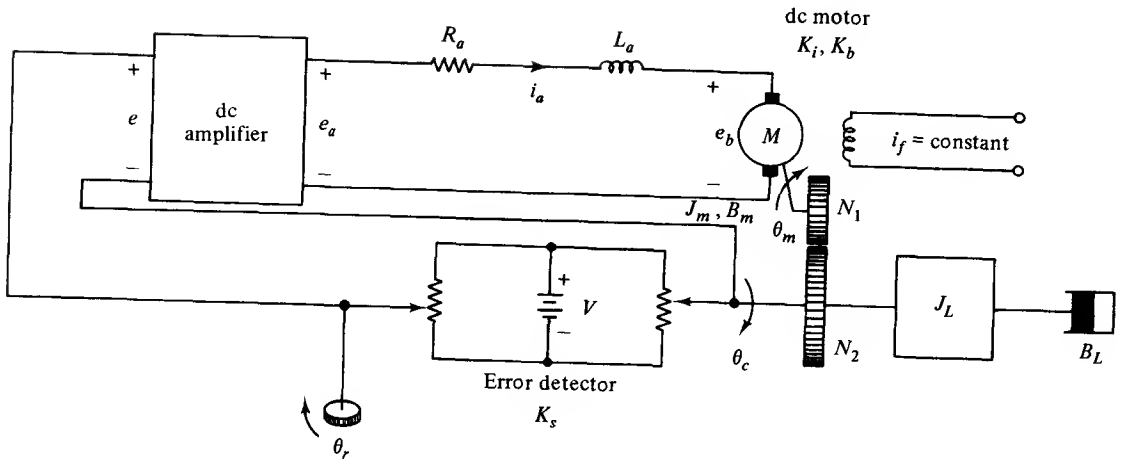 dc motor
K_i, K_b
R_a
L_a
+
+
+
i_a
e
dc
amplifier
e_a
e_b
M
i_f = constant
−
−
−
J_m, B_m
θ_m
N_1
+
V
−
θ_c
N_2
J_L
B_L
Error detector
K_s
θ_r